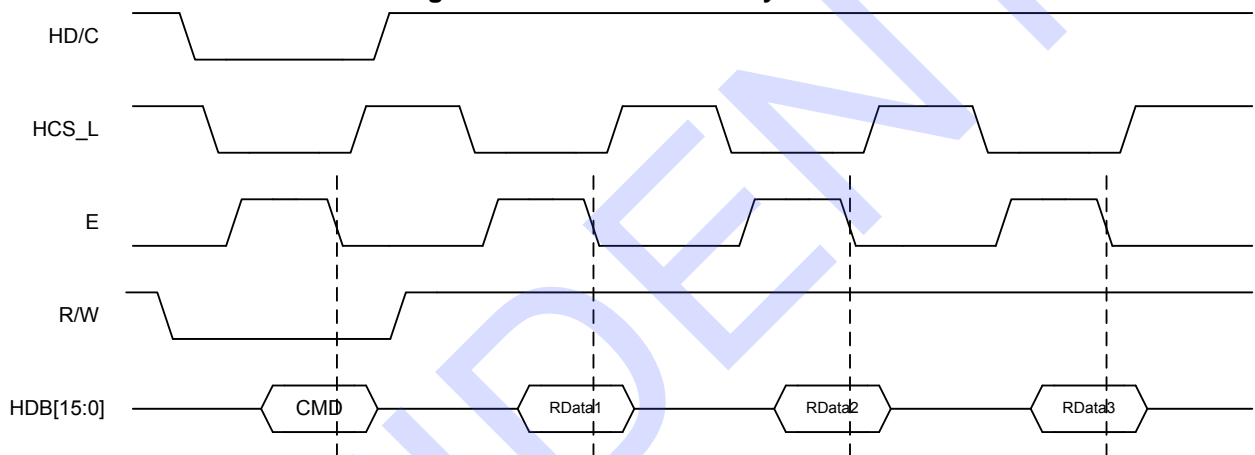 HD/C
HCS_L
E
R/W
HDB[15:0]
CMD
RData1
RData2
RData3